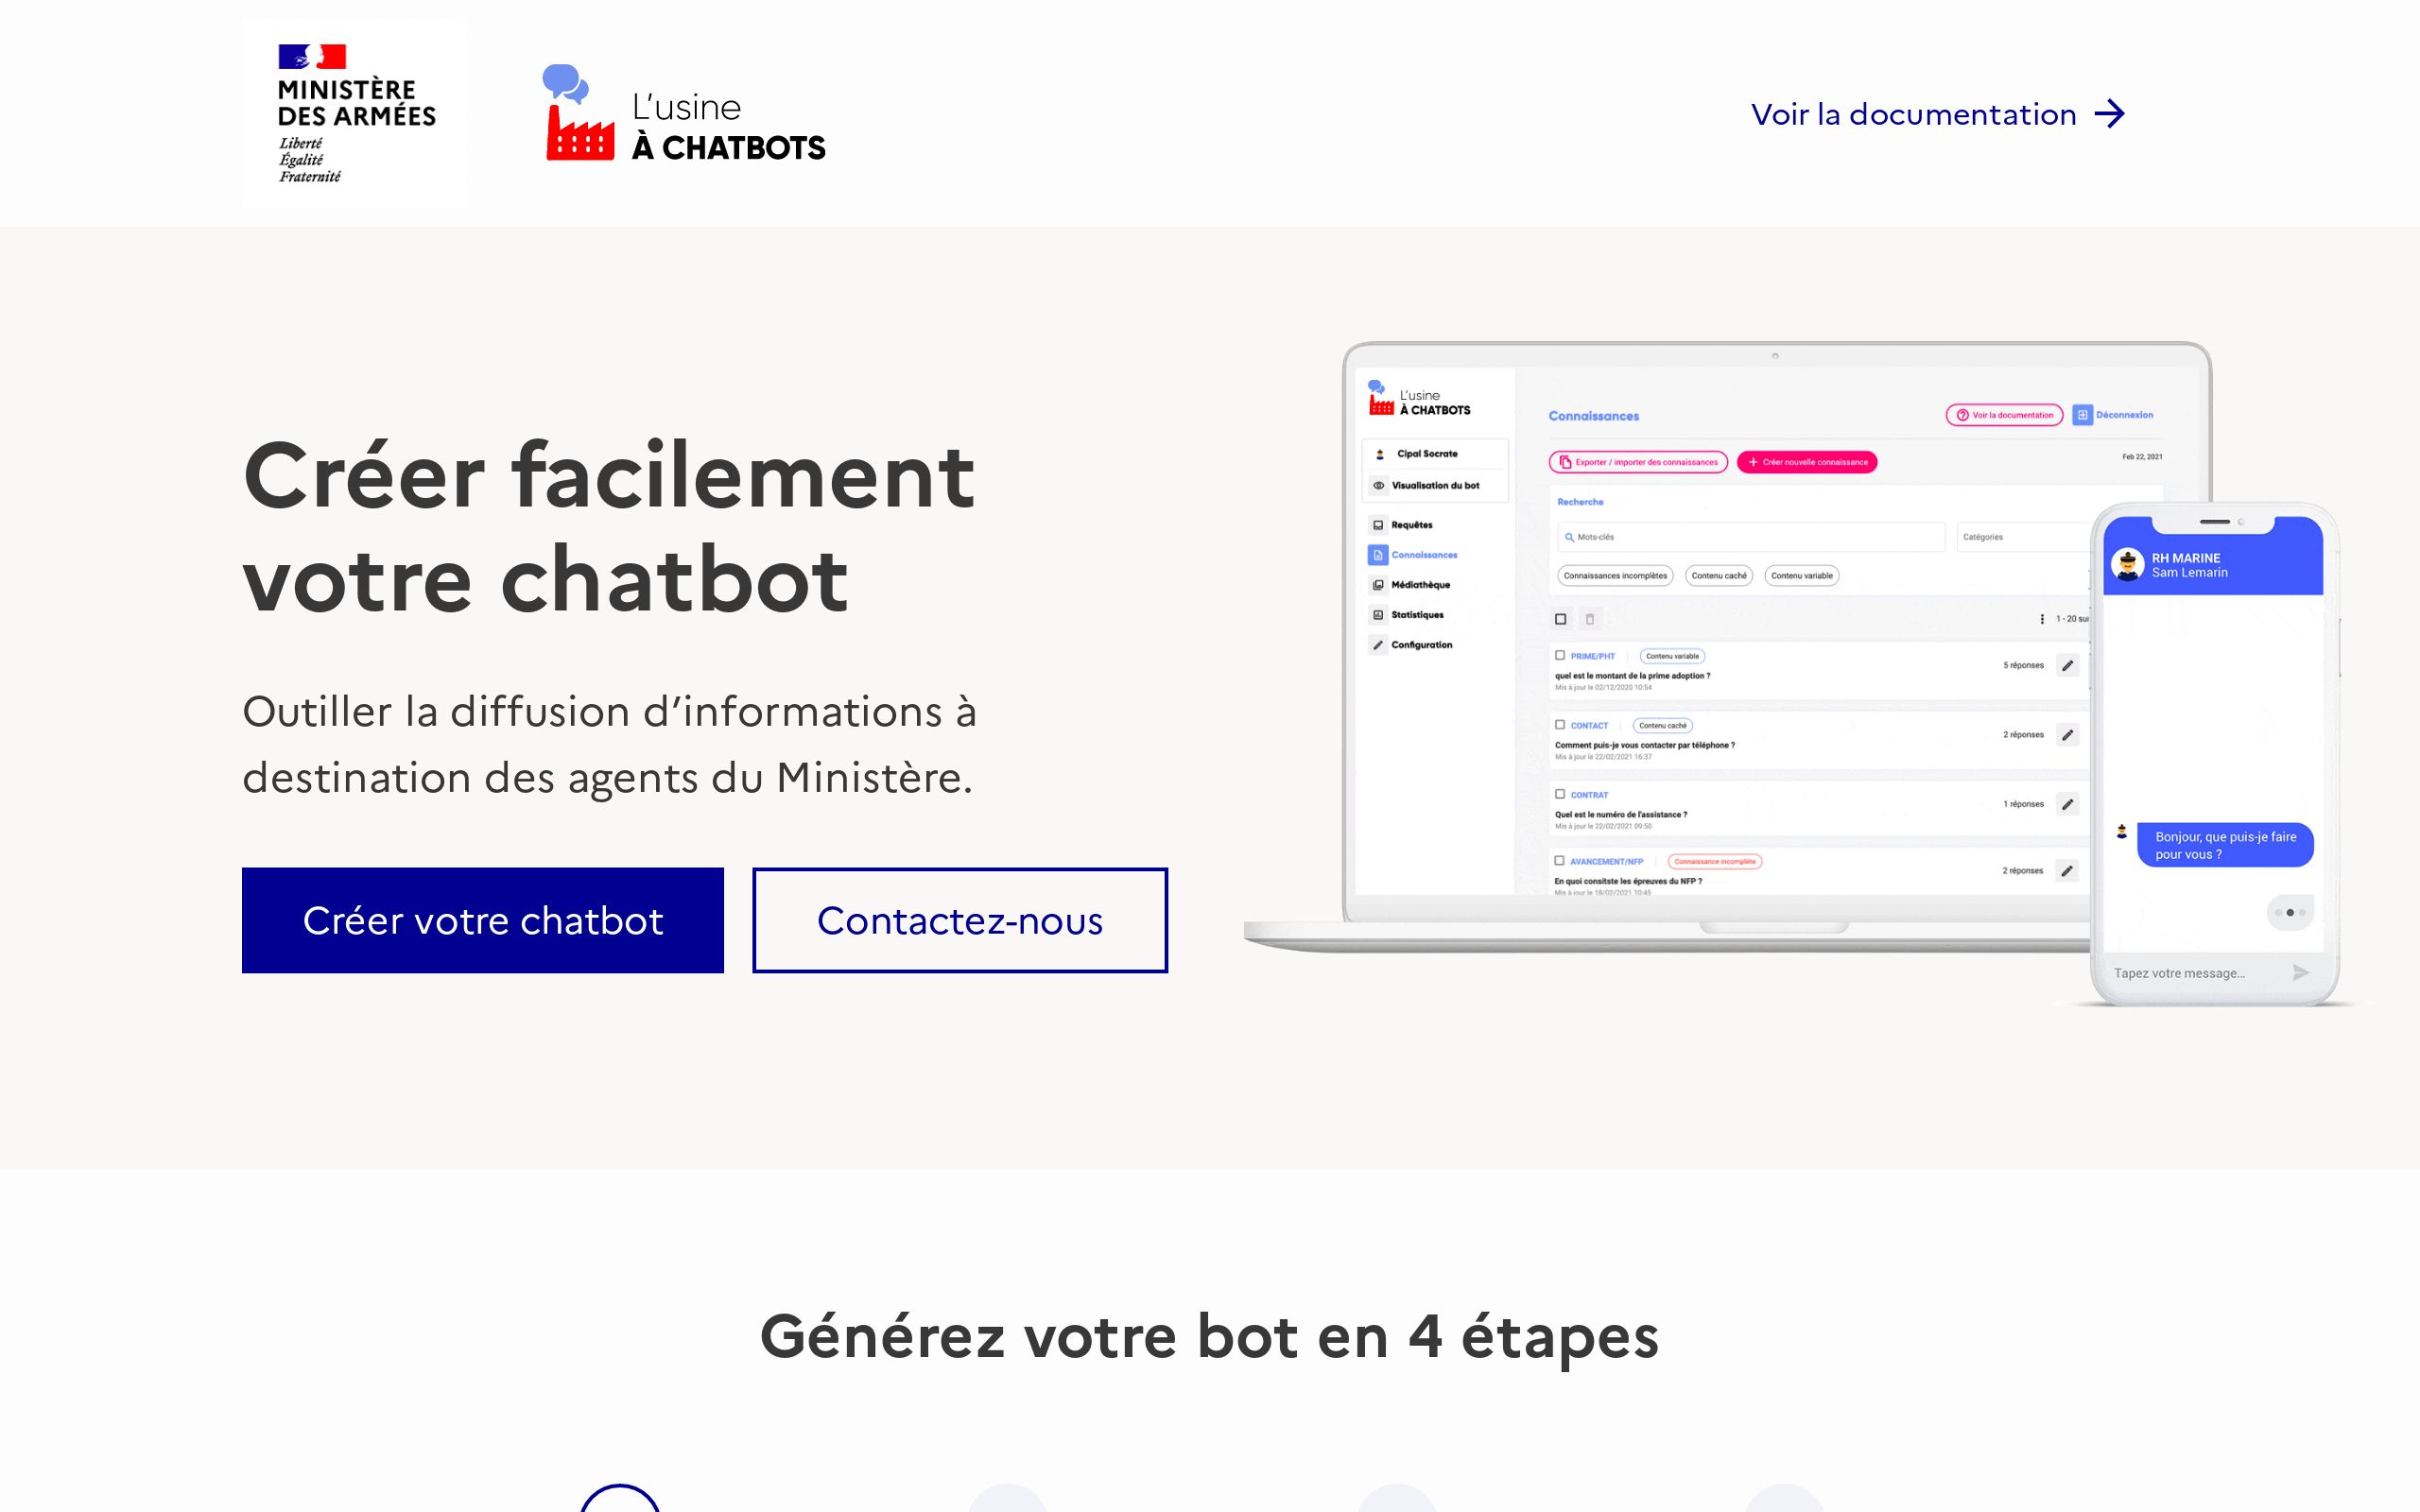 MINISTÈRE
DES ARMÉES
Liberté
Égalité
Fraternité
L'usine
À CHATBOTS
Voir la documentation
Créer facilement
votre chatbot
Outiller la diffusion d'informations à
destination des agents du Ministère.
Créer votre chatbot
Contactez-nous
L'usine
À CHATBOTS
Cipal Socrate
Visualisation du bot
Requêtes
Connaissances
Médiathèque
Statistiques
Configuration
Connaissances
Voir la documentation
Déconnexion
Exporter / importer des connaissances
Créer nouvelle connaissance
Feb 22, 2021
Recherche
Mots-clés
Catégories
Connaissances incomplètes
Contenu caché
Contenu variable
1 - 20 sur
PRIME/PHT
Contenu variable
quel est le montant de la prime adoption ?
Mis à jour le 02/12/2020 10:54
5 réponses
CONTACT
Contenu caché
Comment puis-je vous contacter par téléphone ?
Mis à jour le 22/02/2021 16:37
2 réponses
CONTRAT
Quel est le numéro de l'assistance ?
Mis à jour le 22/02/2021 09:50
1 réponses
AVANCEMENT/NFP
Connaissance incomplète
En quoi consitste les épreuves du NFP ?
Mis à jour le 18/02/2021 10:45
2 réponses
RH MARINE
Sam Lemarin
Bonjour, que puis-je faire
pour vous ?
Tapez votre message...
Générez votre bot en 4 étapes